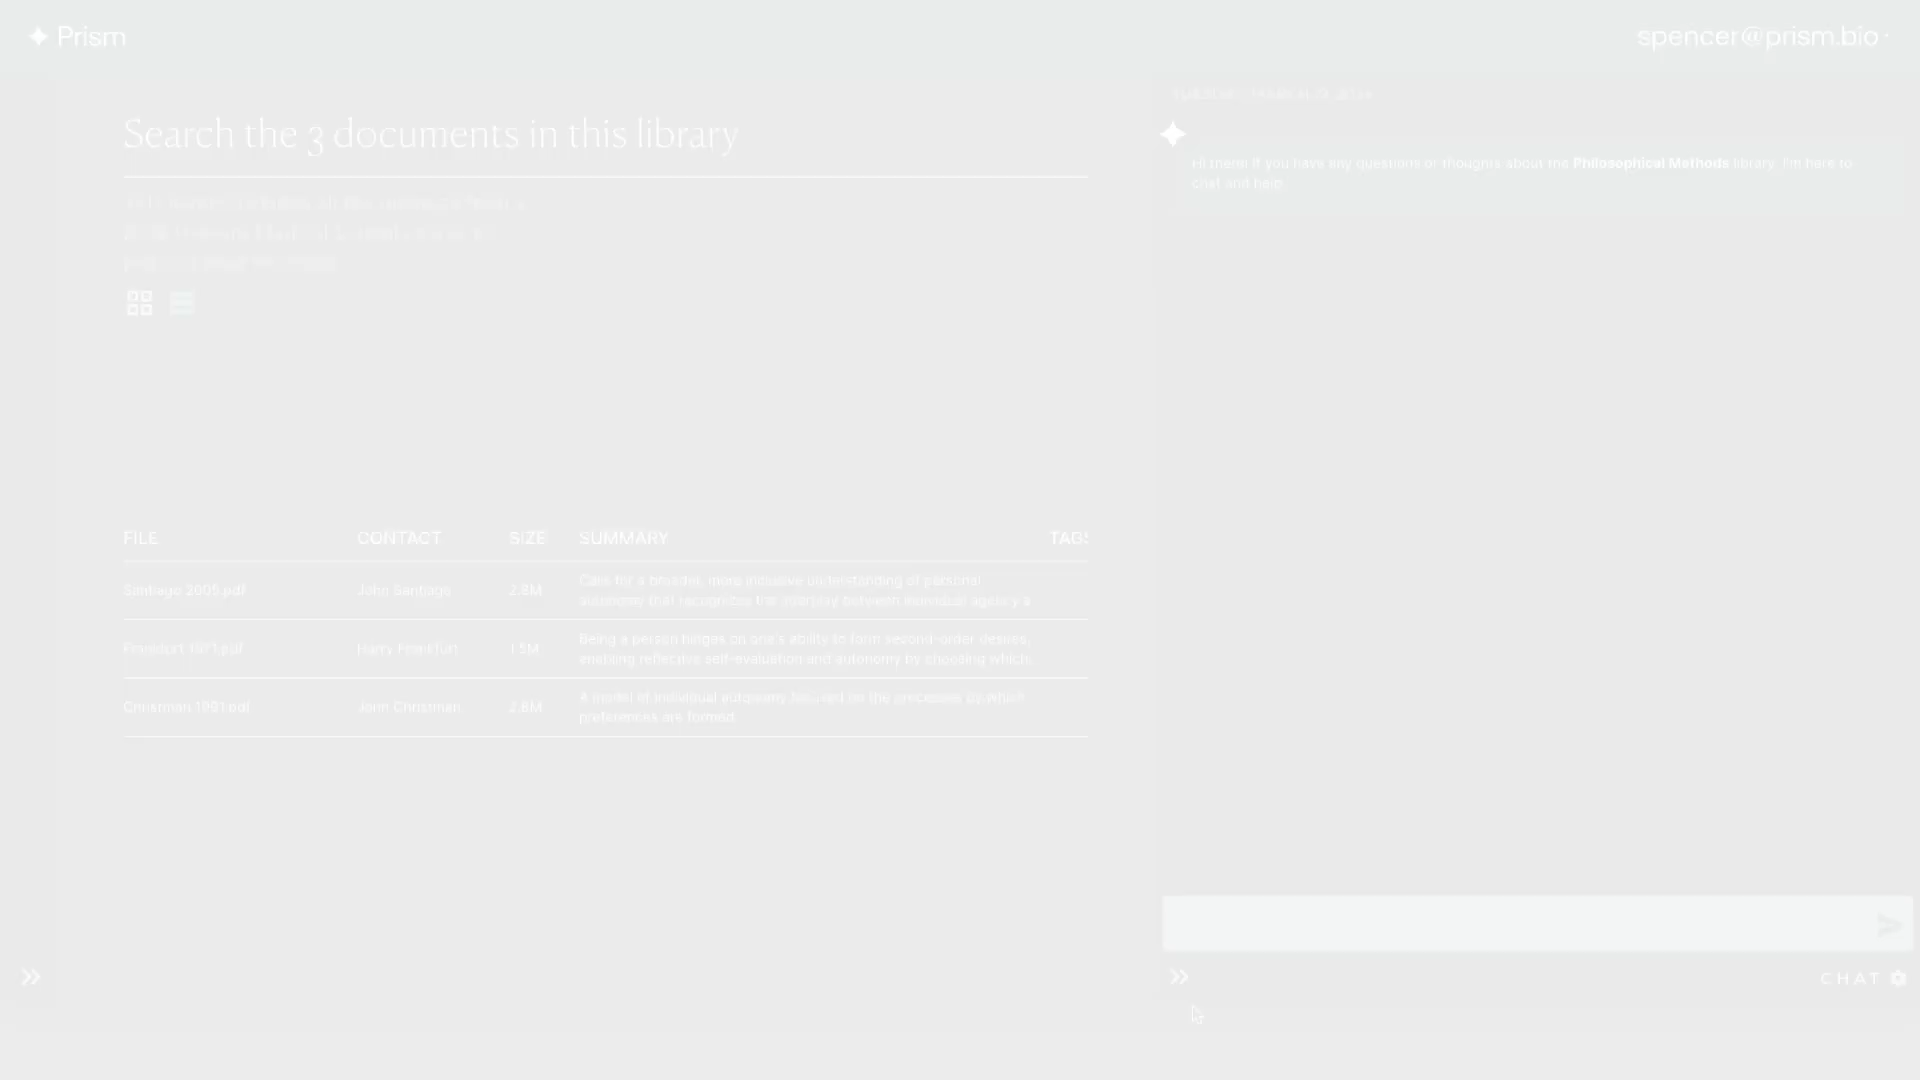 Prism
spencer@prism.bio
Search the 3 documents in this library
Hi there! If you have any questions or thoughts about the Philosophical Methods library, I'm here to
chat and help.
FILE CONTACT SIZE SUMMARY TAGS
Santiago 2005.pdf John Santiago 2.8M Calls for a broader, more inclusive understanding of personal
autonomy that recognizes the interplay between individual agency a
Frankfurt 1971.pdf Harry Frankfurt 1.5M Being a person hinges on one's ability to form second-order desires,
enabling reflective self-evaluation and autonomy by choosing which
Christman 1991.pdf John Christman 2.8M A model of individual autonomy focused on the processes by which
preferences are formed.
CHAT